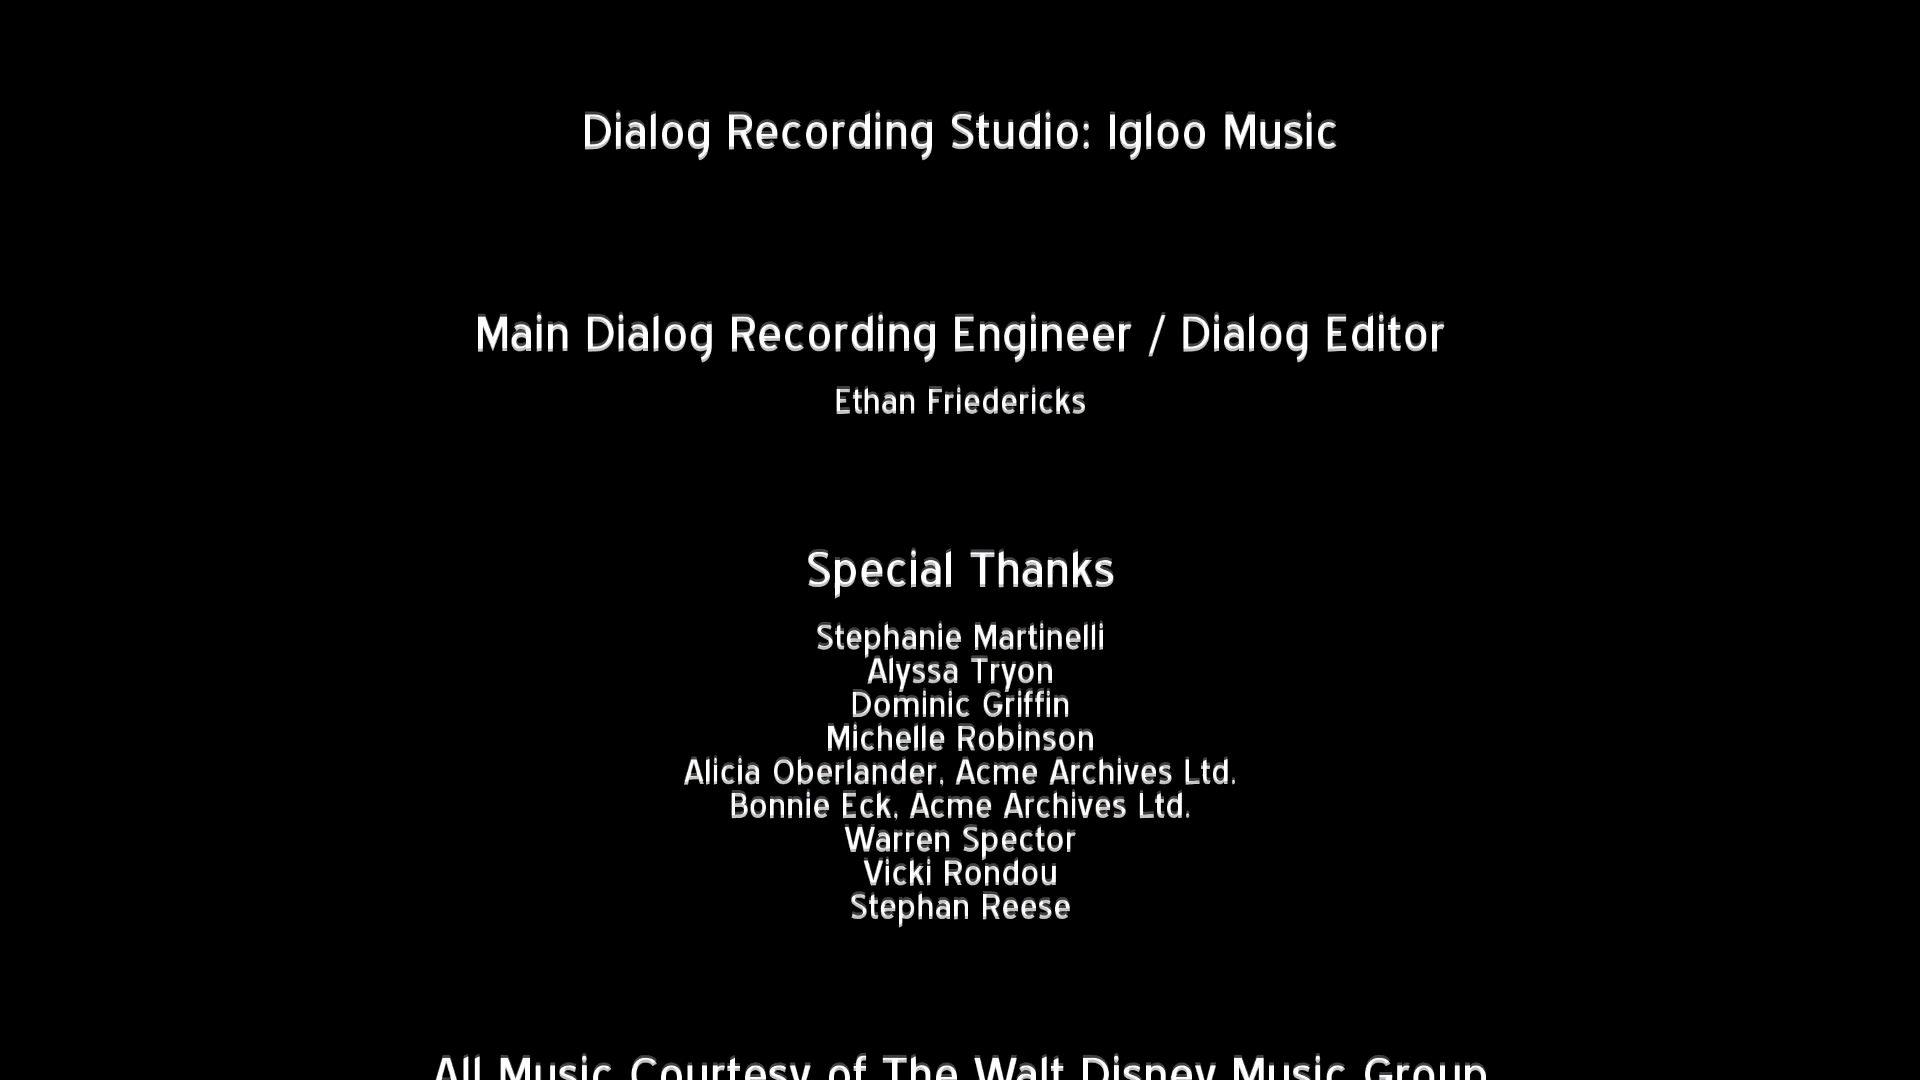 Dialog Recording Studio: Igloo Music
Main Dialog Recording Engineer / Dialog Editor
Ethan Friedericks
Special Thanks
Stephanie Martinelli
Alyssa Tryon
Dominic Griffin
Michelle Robinson
Alicia Oberlander, Acme Archives Ltd.
Bonnie Eck, Acme Archives Ltd.
Warren Spector
Vicki Rondou
Stephan Reese
All Music Courtesy of The Walt Disney Music Group